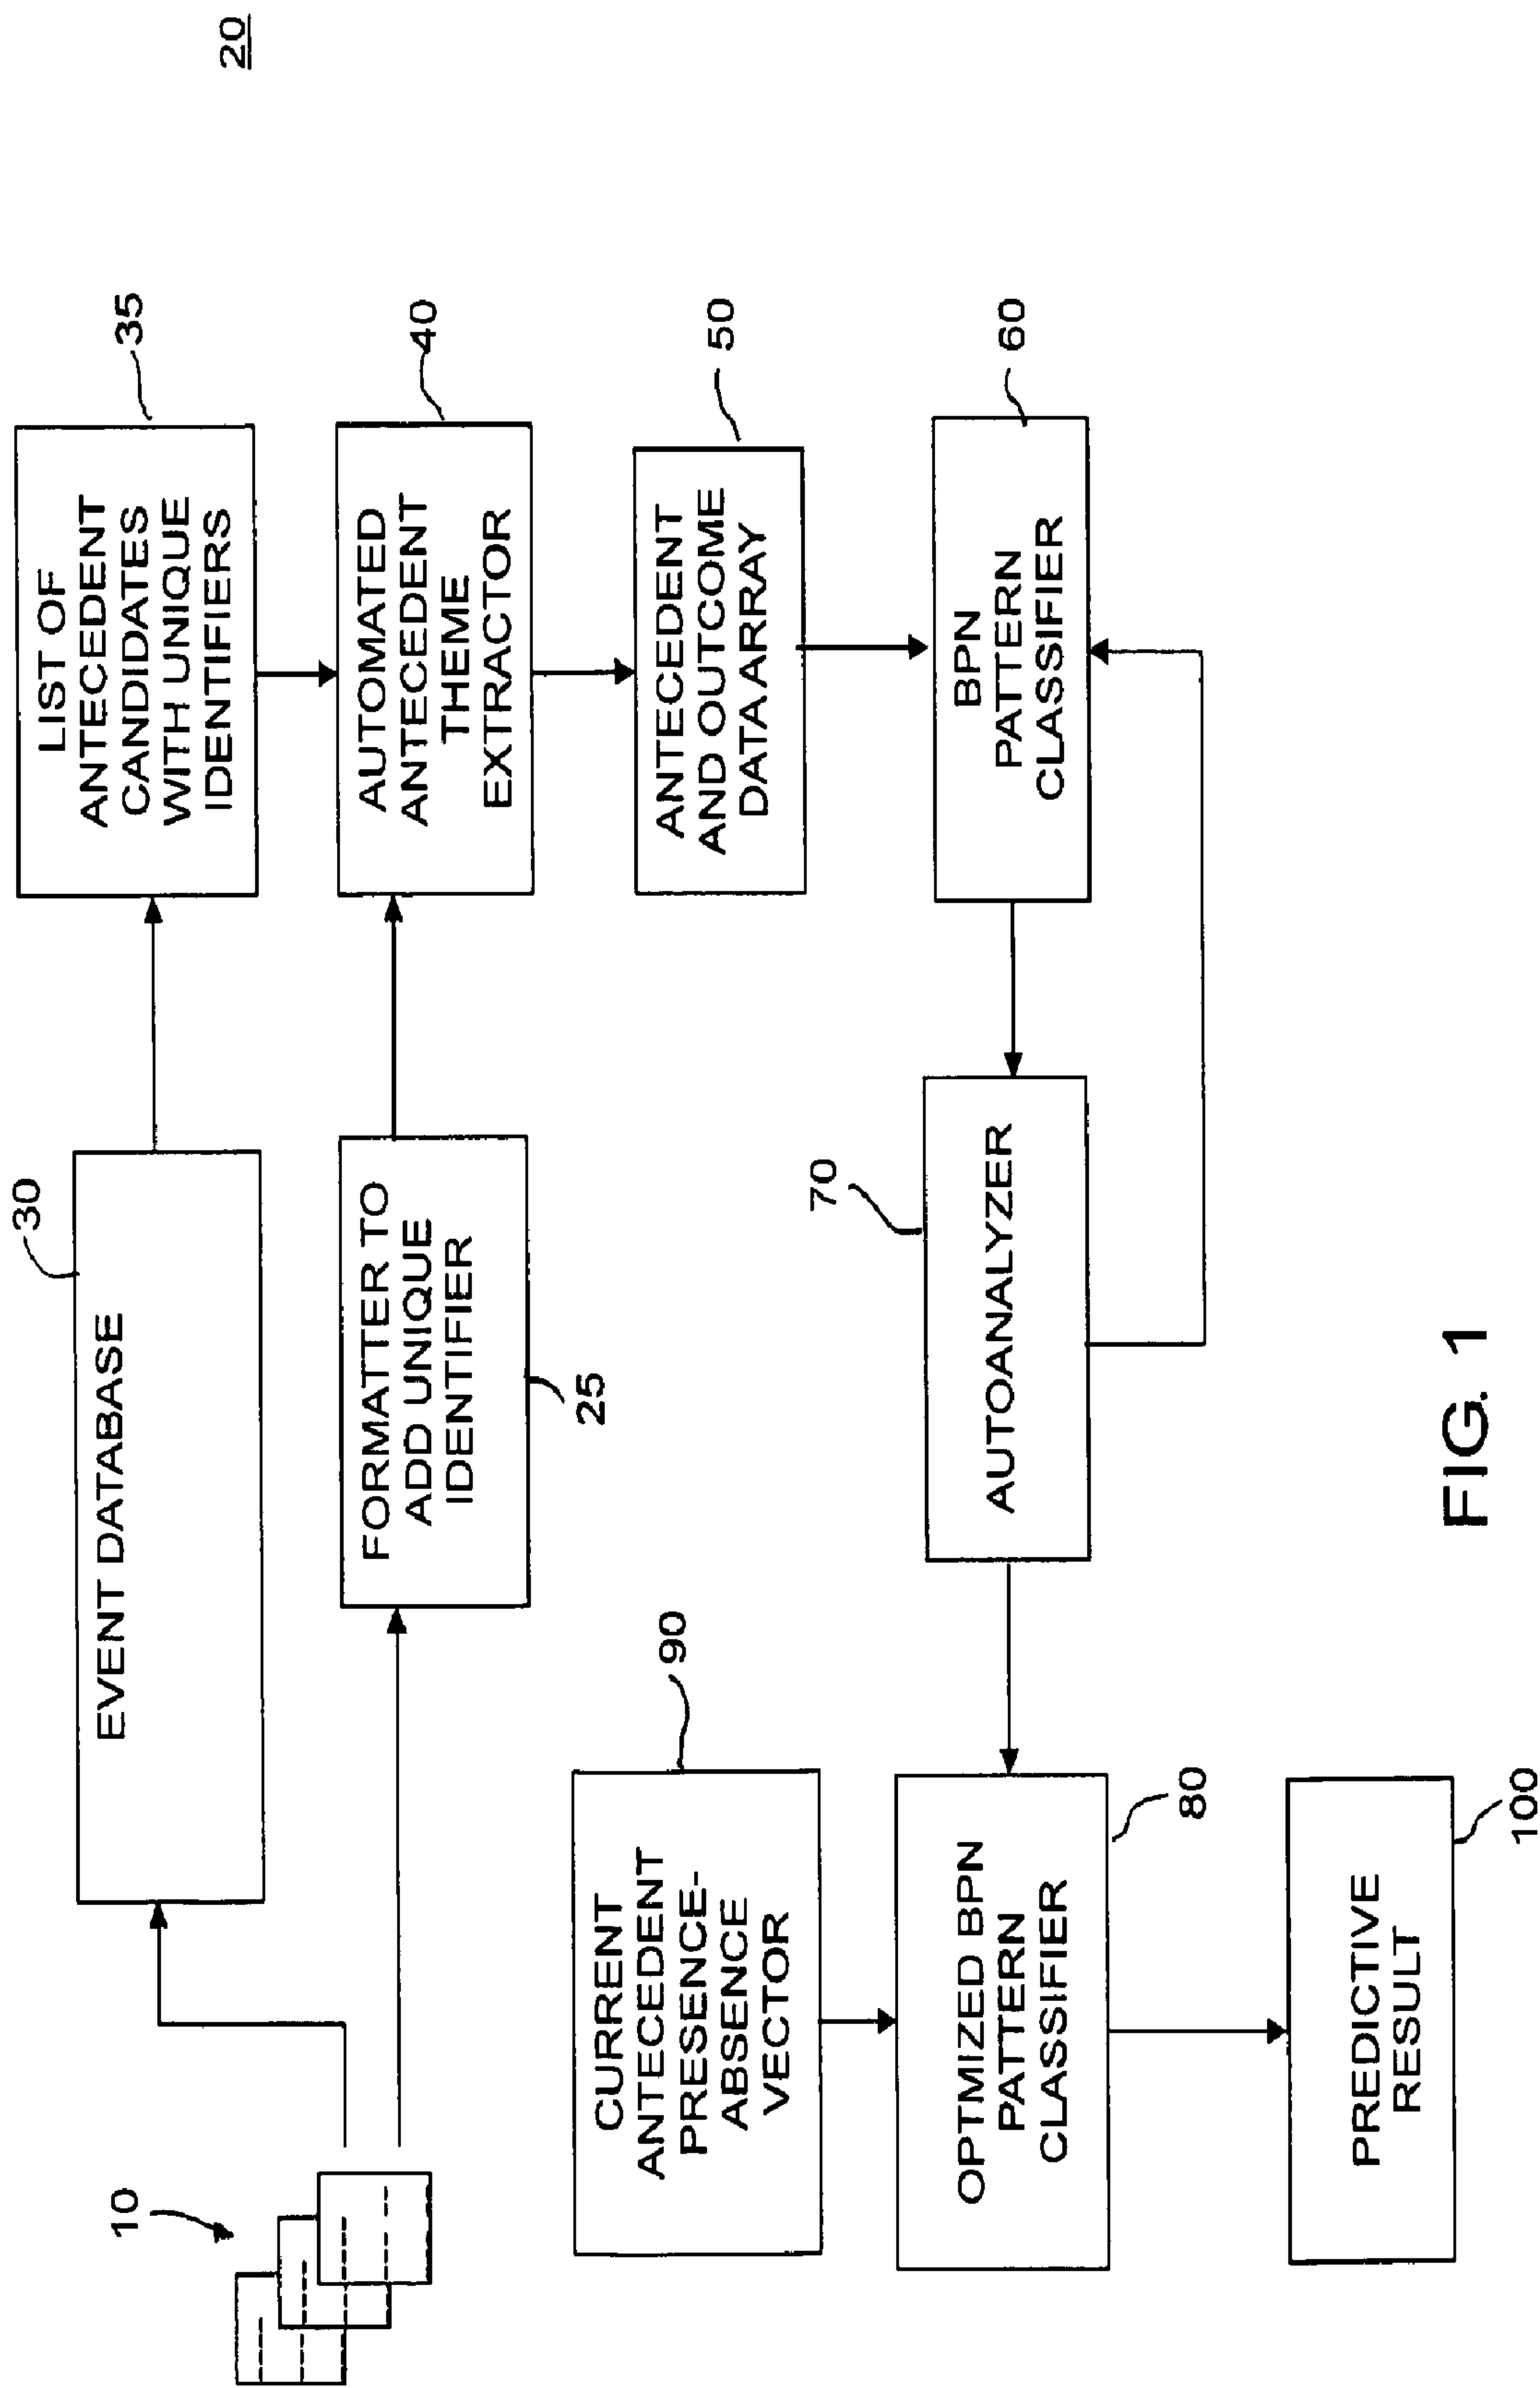 20
10
EVENT DATABASE
30
LIST OF
ANTECEDENT
CANDIDATES
WITH UNIQUE
IDENTIFIERS
35
FORMATTER TO
ADD UNIQUE
IDENTIFIER
25
AUTOMATED
ANTECEDENT
THEME
EXTRACTOR
40
CURRENT
ANTECEDENT
PRESENCE-
ABSENCE
VECTOR
90
ANTECEDENT
AND OUTCOME
DATA ARRAY
50
OPTMIZED BPN
PATTERN
CLASSIFIER
80
AUTOANALYZER
70
BPN
PATTERN
CLASSIFIER
60
PREDICTIVE
RESULT
100
FIG. 1